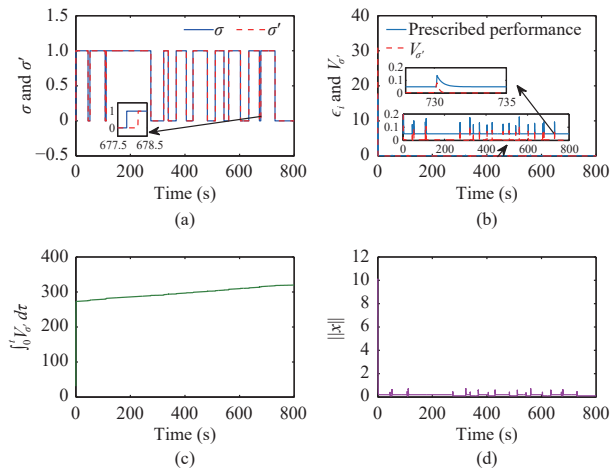 σ σ′
1.5
1.0
0.5
0
−0.5
σ and σ′
1
0
677.5 678.5
0 200 400 600 800
Time (s)
(a)
Prescribed performance
V_σ′
40
30
20
10
0
ϵ_i and V_σ′
0.2
0.1
0
730 735
0.2
0.1
0
0 200 400 600 800
0 200 400 600 800
Time (s)
(b)
400
300
200
100
0
∫_0^t V_σ′ dτ
0 200 400 600 800
Time (s)
(c)
12
10
8
6
4
2
0
||x||
0 200 400 600 800
Time (s)
(d)